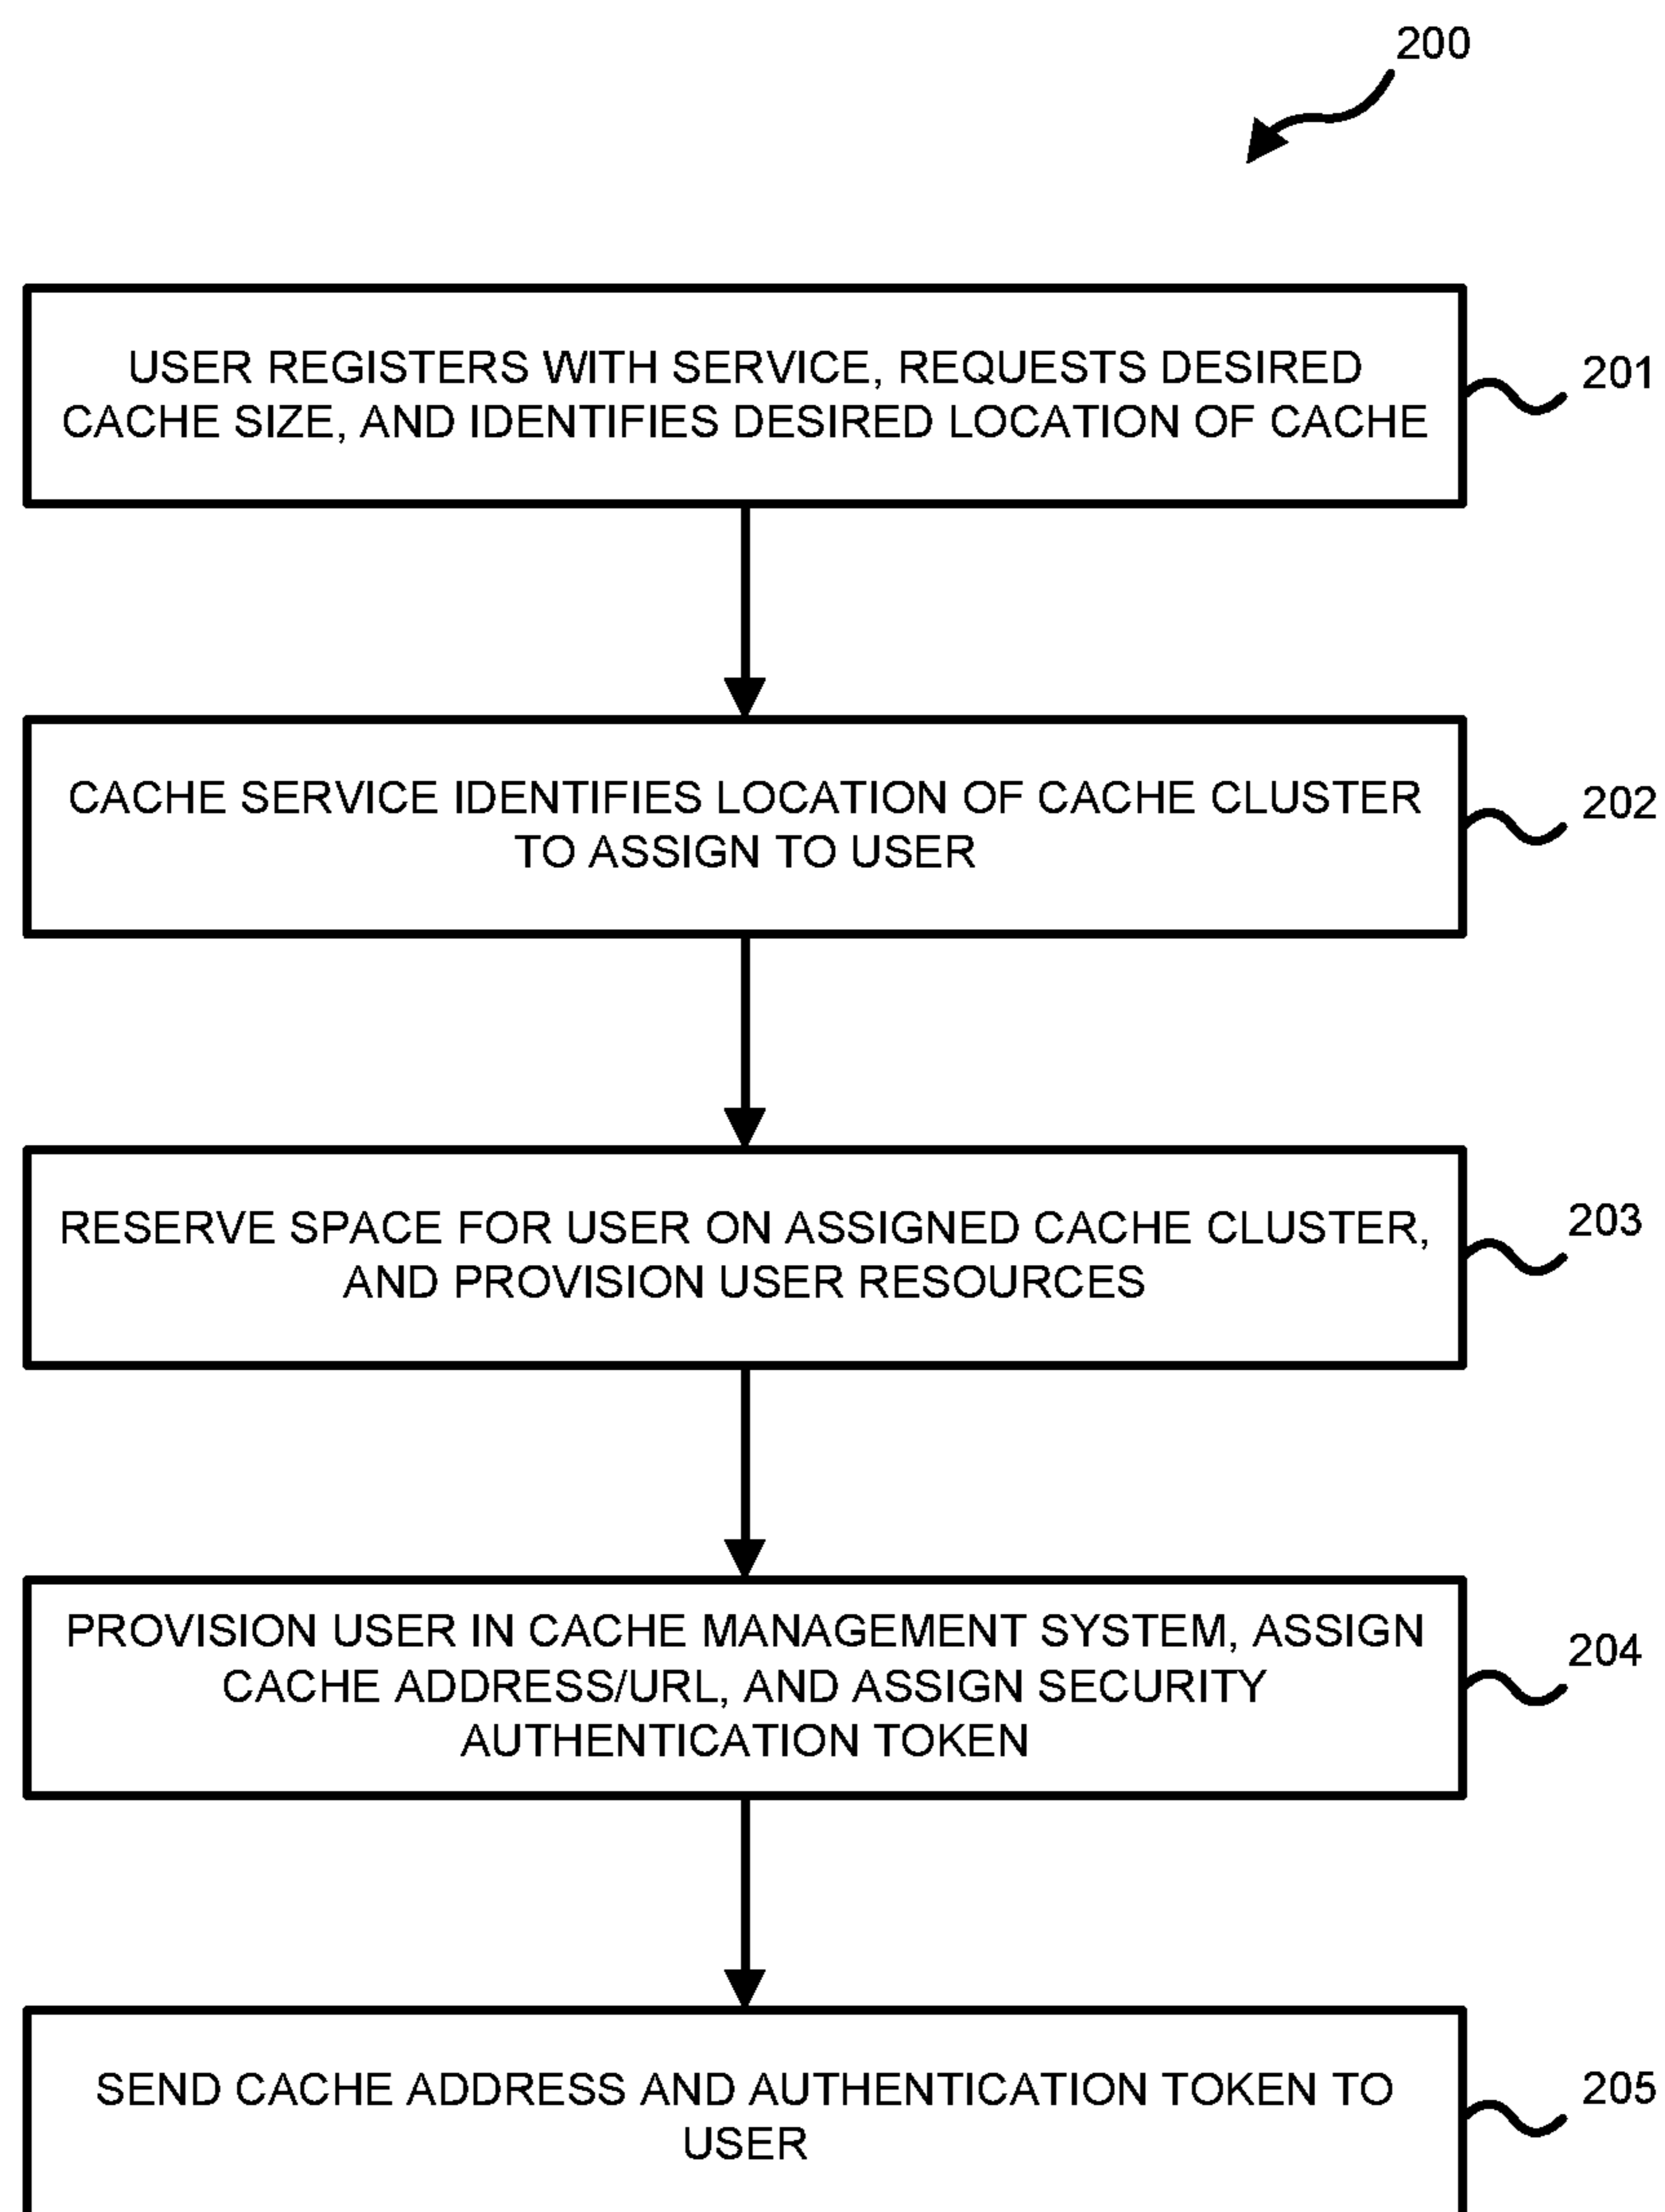 200
USER REGISTERS WITH SERVICE, REQUESTS DESIRED
CACHE SIZE, AND IDENTIFIES DESIRED LOCATION OF CACHE
201
CACHE SERVICE IDENTIFIES LOCATION OF CACHE CLUSTER
TO ASSIGN TO USER
202
RESERVE SPACE FOR USER ON ASSIGNED CACHE CLUSTER,
AND PROVISION USER RESOURCES
203
PROVISION USER IN CACHE MANAGEMENT SYSTEM, ASSIGN
CACHE ADDRESS/URL, AND ASSIGN SECURITY
AUTHENTICATION TOKEN
204
SEND CACHE ADDRESS AND AUTHENTICATION TOKEN TO
USER
205